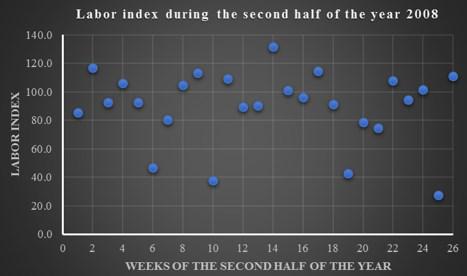 Labor index during the second half of the year 2008
140.0
120.0
100.0
80.0
60.0
40.0
20.0
0.0
LABOR INDEX
0 2 4 6 8 10 12 14 16 18 20 22 24 26
WEEKS OF THE SECOND HALF OF THE YEAR